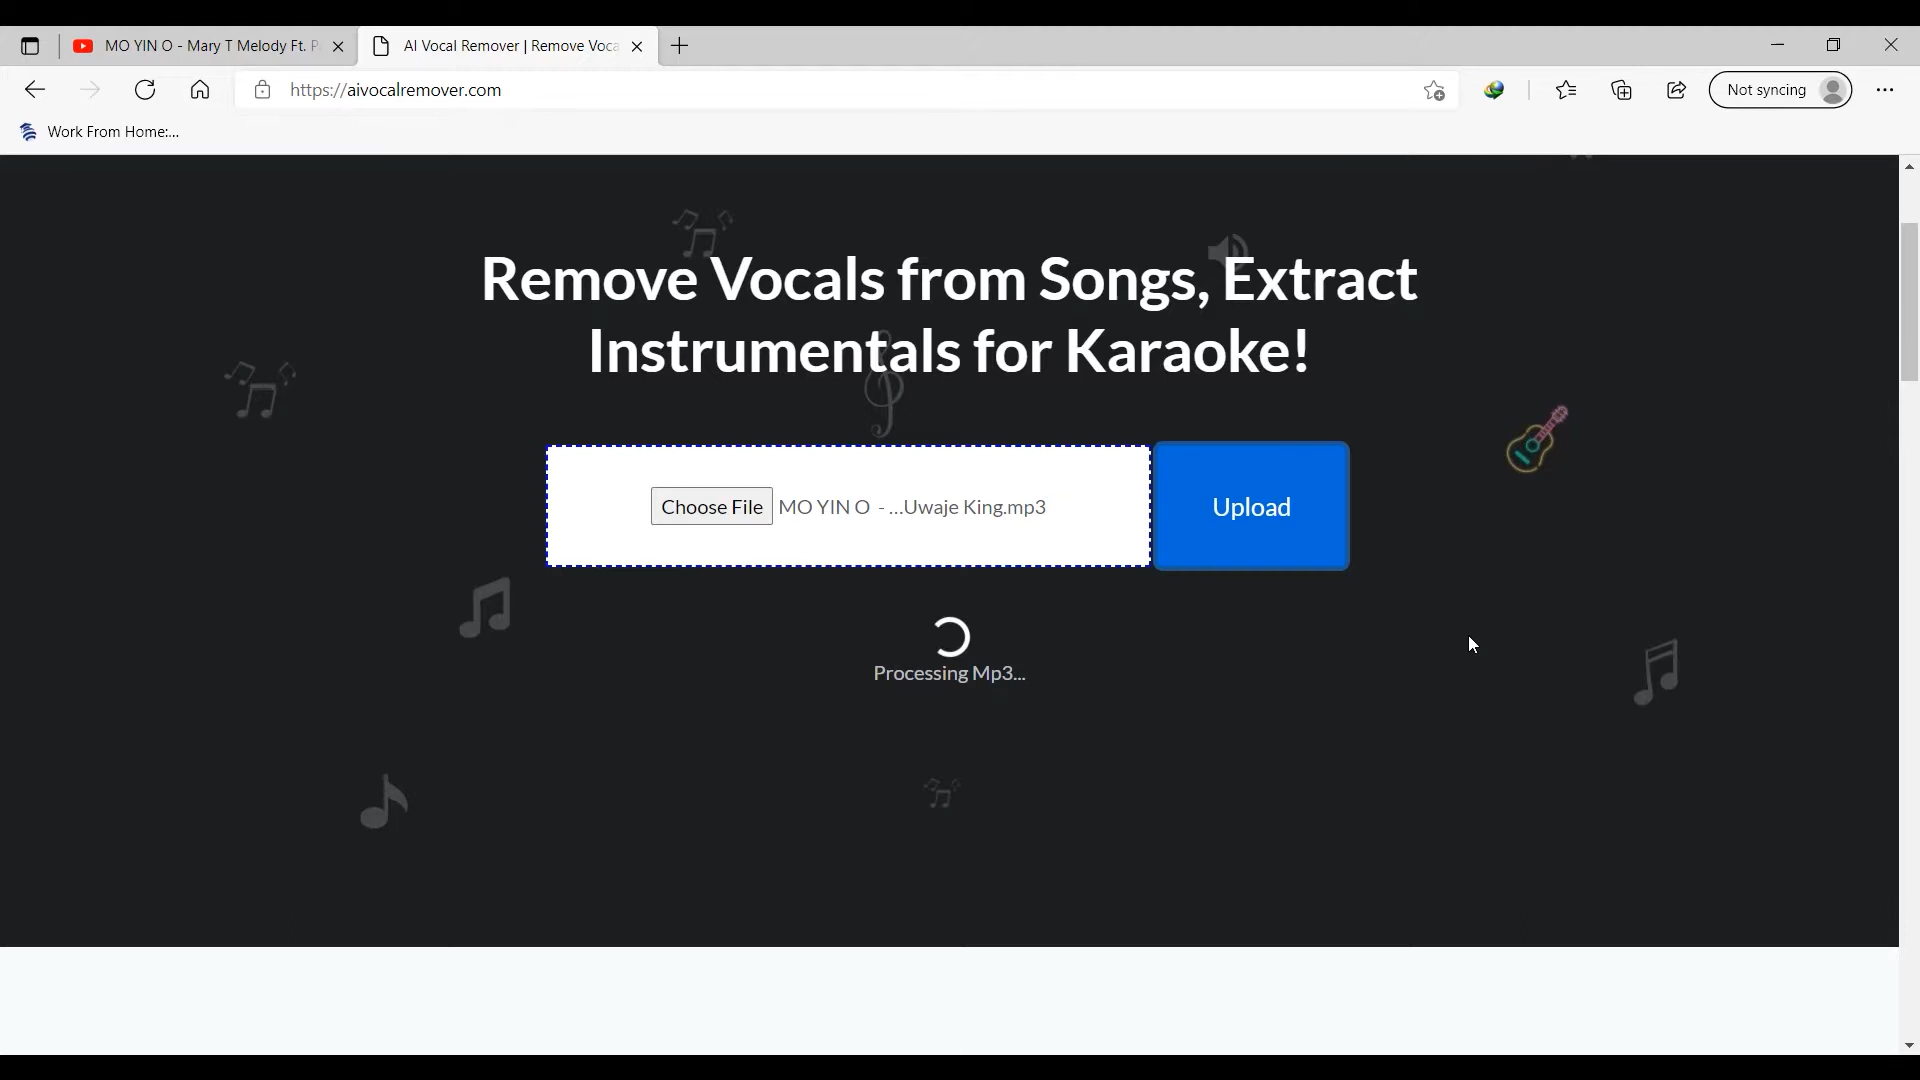 MO YIN O - Mary T Melody Ft. P
AI Vocal Remover | Remove Voca
https://aivocalremover.com
Not syncing
Work From Home:...
Remove Vocals from Songs, Extract
Instrumentals for Karaoke!
Choose File MO YIN O - ...Uwaje King.mp3
Upload
Processing Mp3...